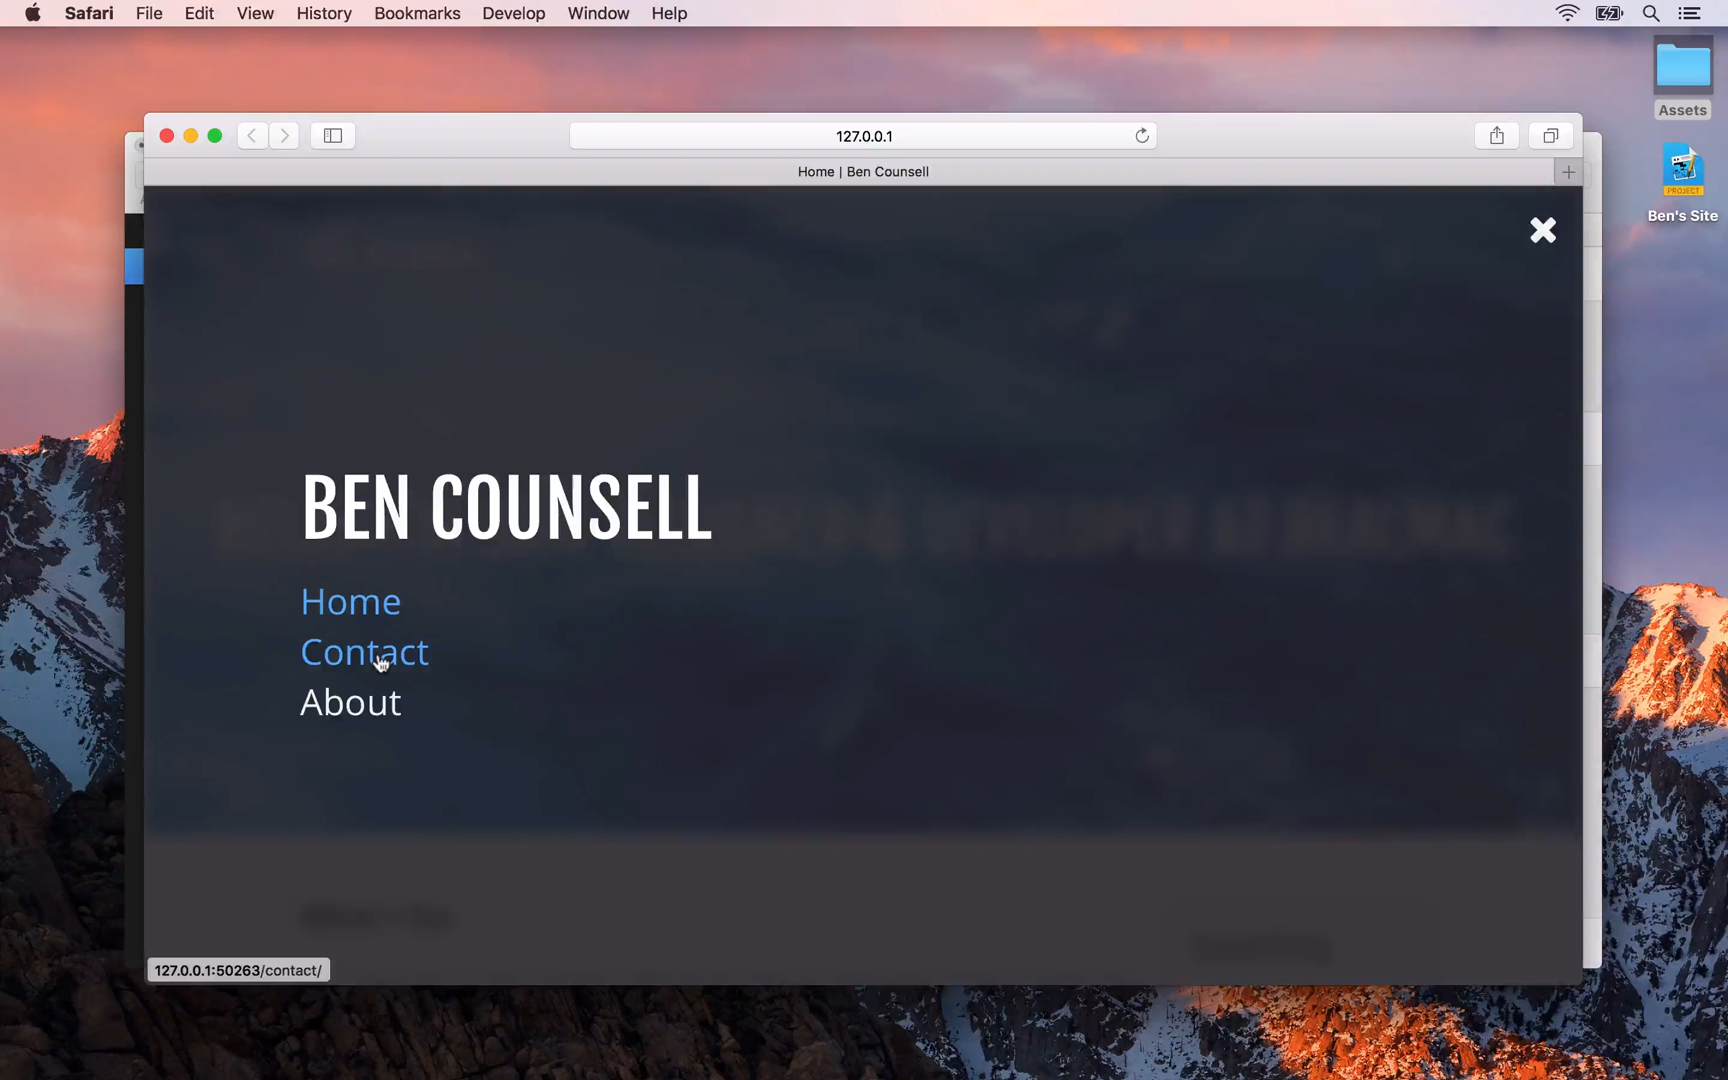 Safari File Edit View History Bookmarks Develop Window Help
Assets
127.0.0.1
Home | Ben Counsell
PROJECT
Ben's Site
BEN COUNSELL
Home
Contact
About
127.0.0.1:50263/contact/